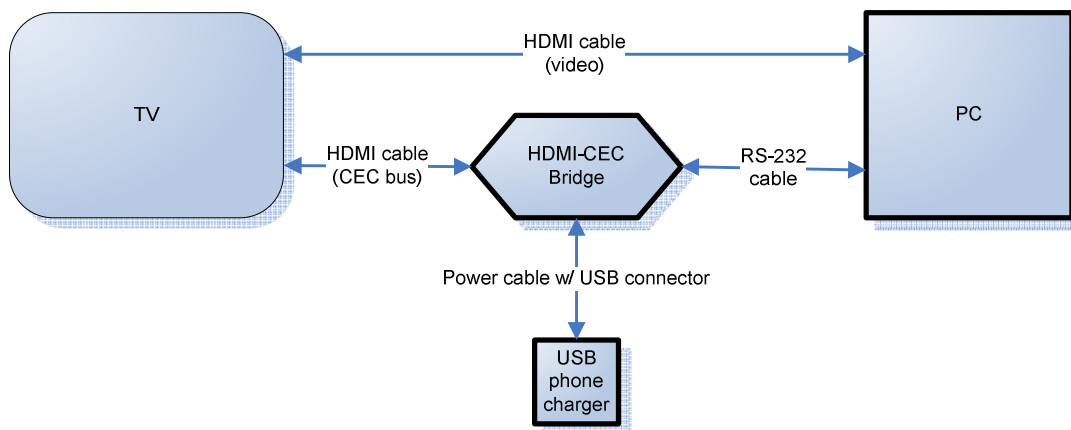 HDMI cable
(video)
TV
PC
HDMI cable
(CEC bus)
HDMI-CEC
Bridge
RS-232
cable
Power cable w/ USB connector
USB
phone
charger